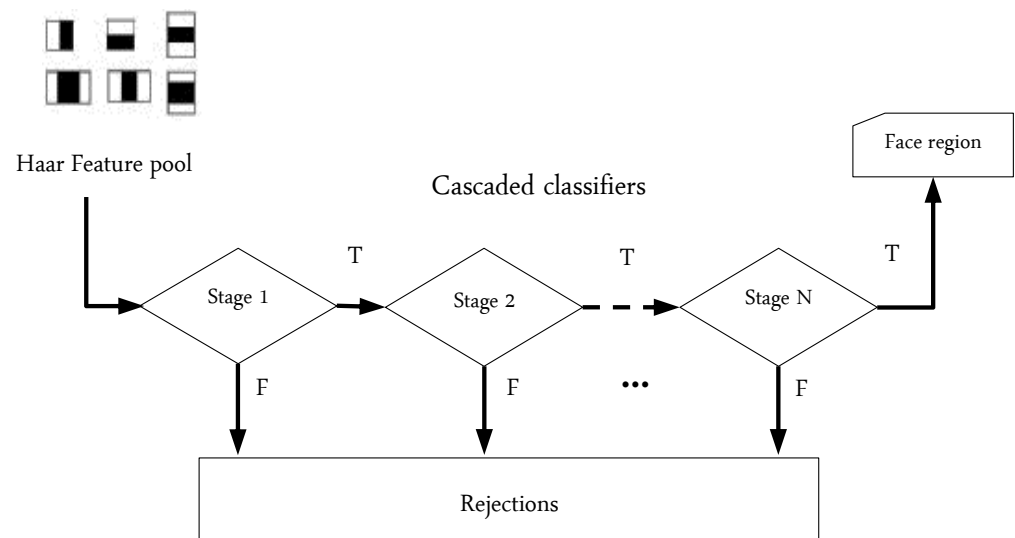 Haar Feature pool
Cascaded classifiers
Face region
T
T
T
Stage 1
Stage 2
Stage N
F
F
...
F
Rejections